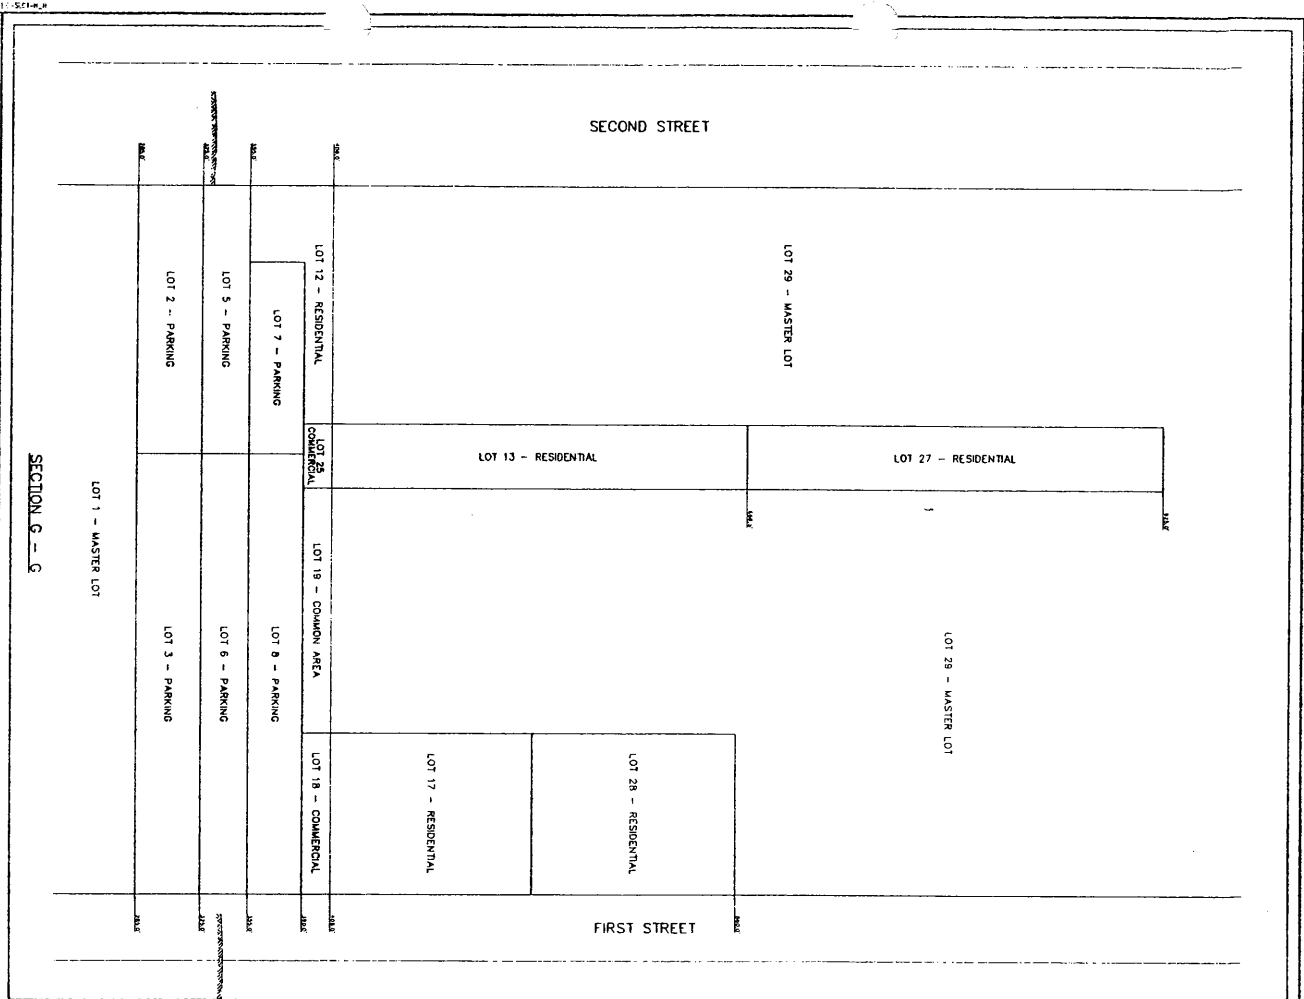 SECOND STREET
LOT 29 - MASTER LOT
LOT 12 - RESIDENTIAL
LOT 2 - PARKING
LOT 5 - PARKING
LOT 7 - PARKING
LOT 25
COMMERCIAL
LOT 13 - RESIDENTIAL
LOT 27 - RESIDENTIAL
SECTION G - G
LOT 1 - MASTER LOT
LOT 19 - COMMON AREA
LOT 3 - PARKING
LOT 6 - PARKING
LOT 8 - PARKING
LOT 29 - MASTER LOT
LOT 18 - COMMERCIAL
LOT 17 - RESIDENTIAL
LOT 28 - RESIDENTIAL
FIRST STREET